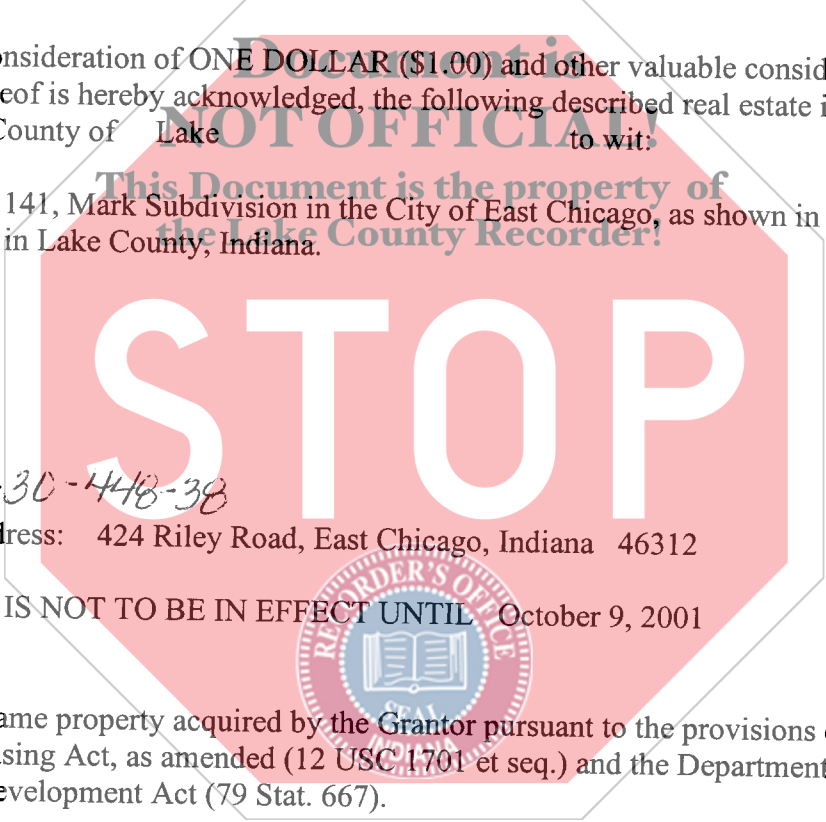 onsideration of ONE DOLLAR ($1.00) and other valuable consid
eof is hereby acknowledged, the following described real estate i
County of Lake to wit:
Document is
NOT OFFICIAL!
This Document is the property of
the Lake County Recorder!
141, Mark Subdivision in the City of East Chicago, as shown in
in Lake County, Indiana.
STOP
30-448-38
dress: 424 Riley Road, East Chicago, Indiana 46312
IS NOT TO BE IN EFFECT UNTIL October 9, 2001
RECORDER'S OFFICE
SEAL
ame property acquired by the Grantor pursuant to the provisions
sing Act, as amended (12 USC 1701 et seq.) and the Department
evelopment Act (79 Stat. 667).